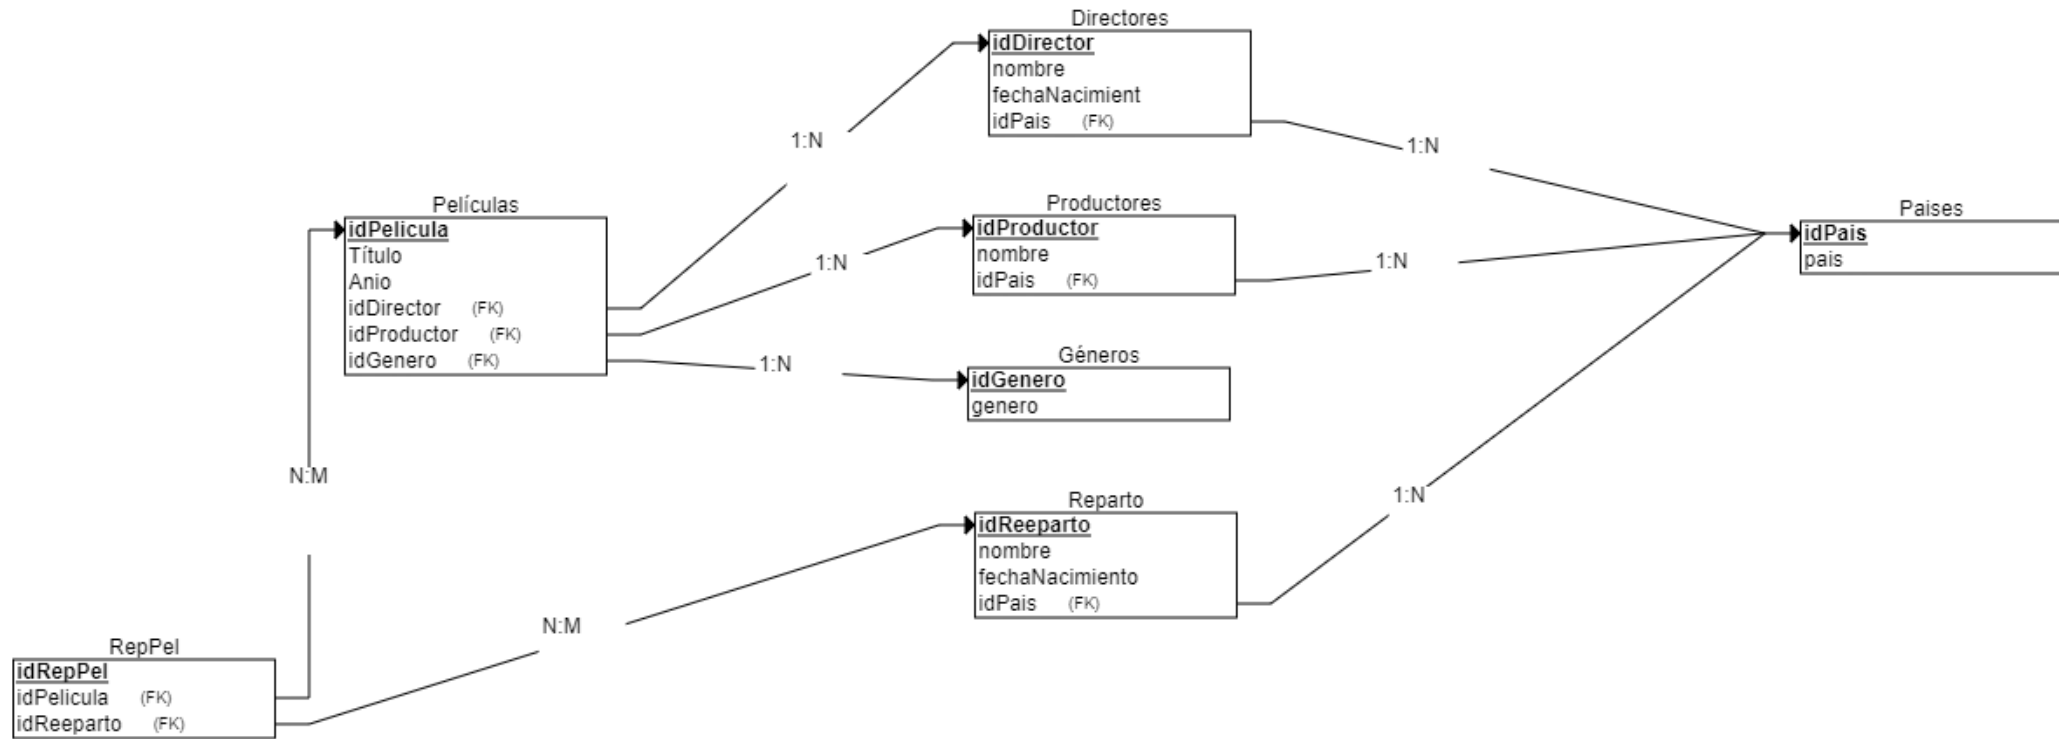 Directores
idDirector
nombre
fechaNacimient
idPais (FK)
1:N
1:N
Películas
idPelicula
Título
Anio
idDirector (FK)
idProductor (FK)
idGenero (FK)
Productores
idProductor
nombre
idPais (FK)
1:N
1:N
Paises
idPais
pais
Géneros
idGenero
genero
1:N
N:M
Reparto
idReeparto
nombre
fechaNacimiento
idPais (FK)
1:N
N:M
RepPel
idRepPel
idPelicula (FK)
idReeparto (FK)